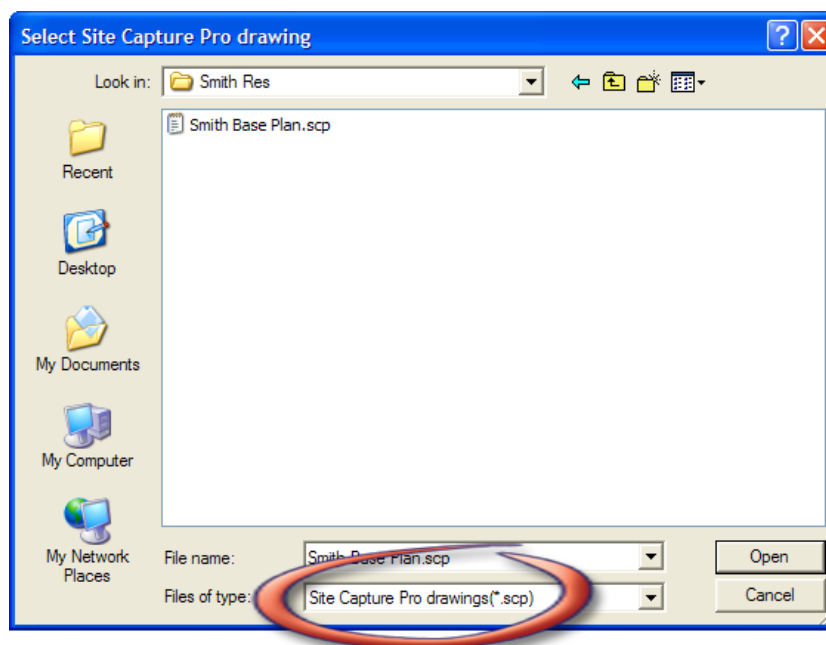 Select Site Capture Pro drawing
Look in:
Smith Res
Smith Base Plan.scp
Recent
Desktop
My Documents
My Computer
My Network
Places
File name:
Smith Base Plan.scp
Open
Files of type:
Site Capture Pro drawings(*.scp)
Cancel